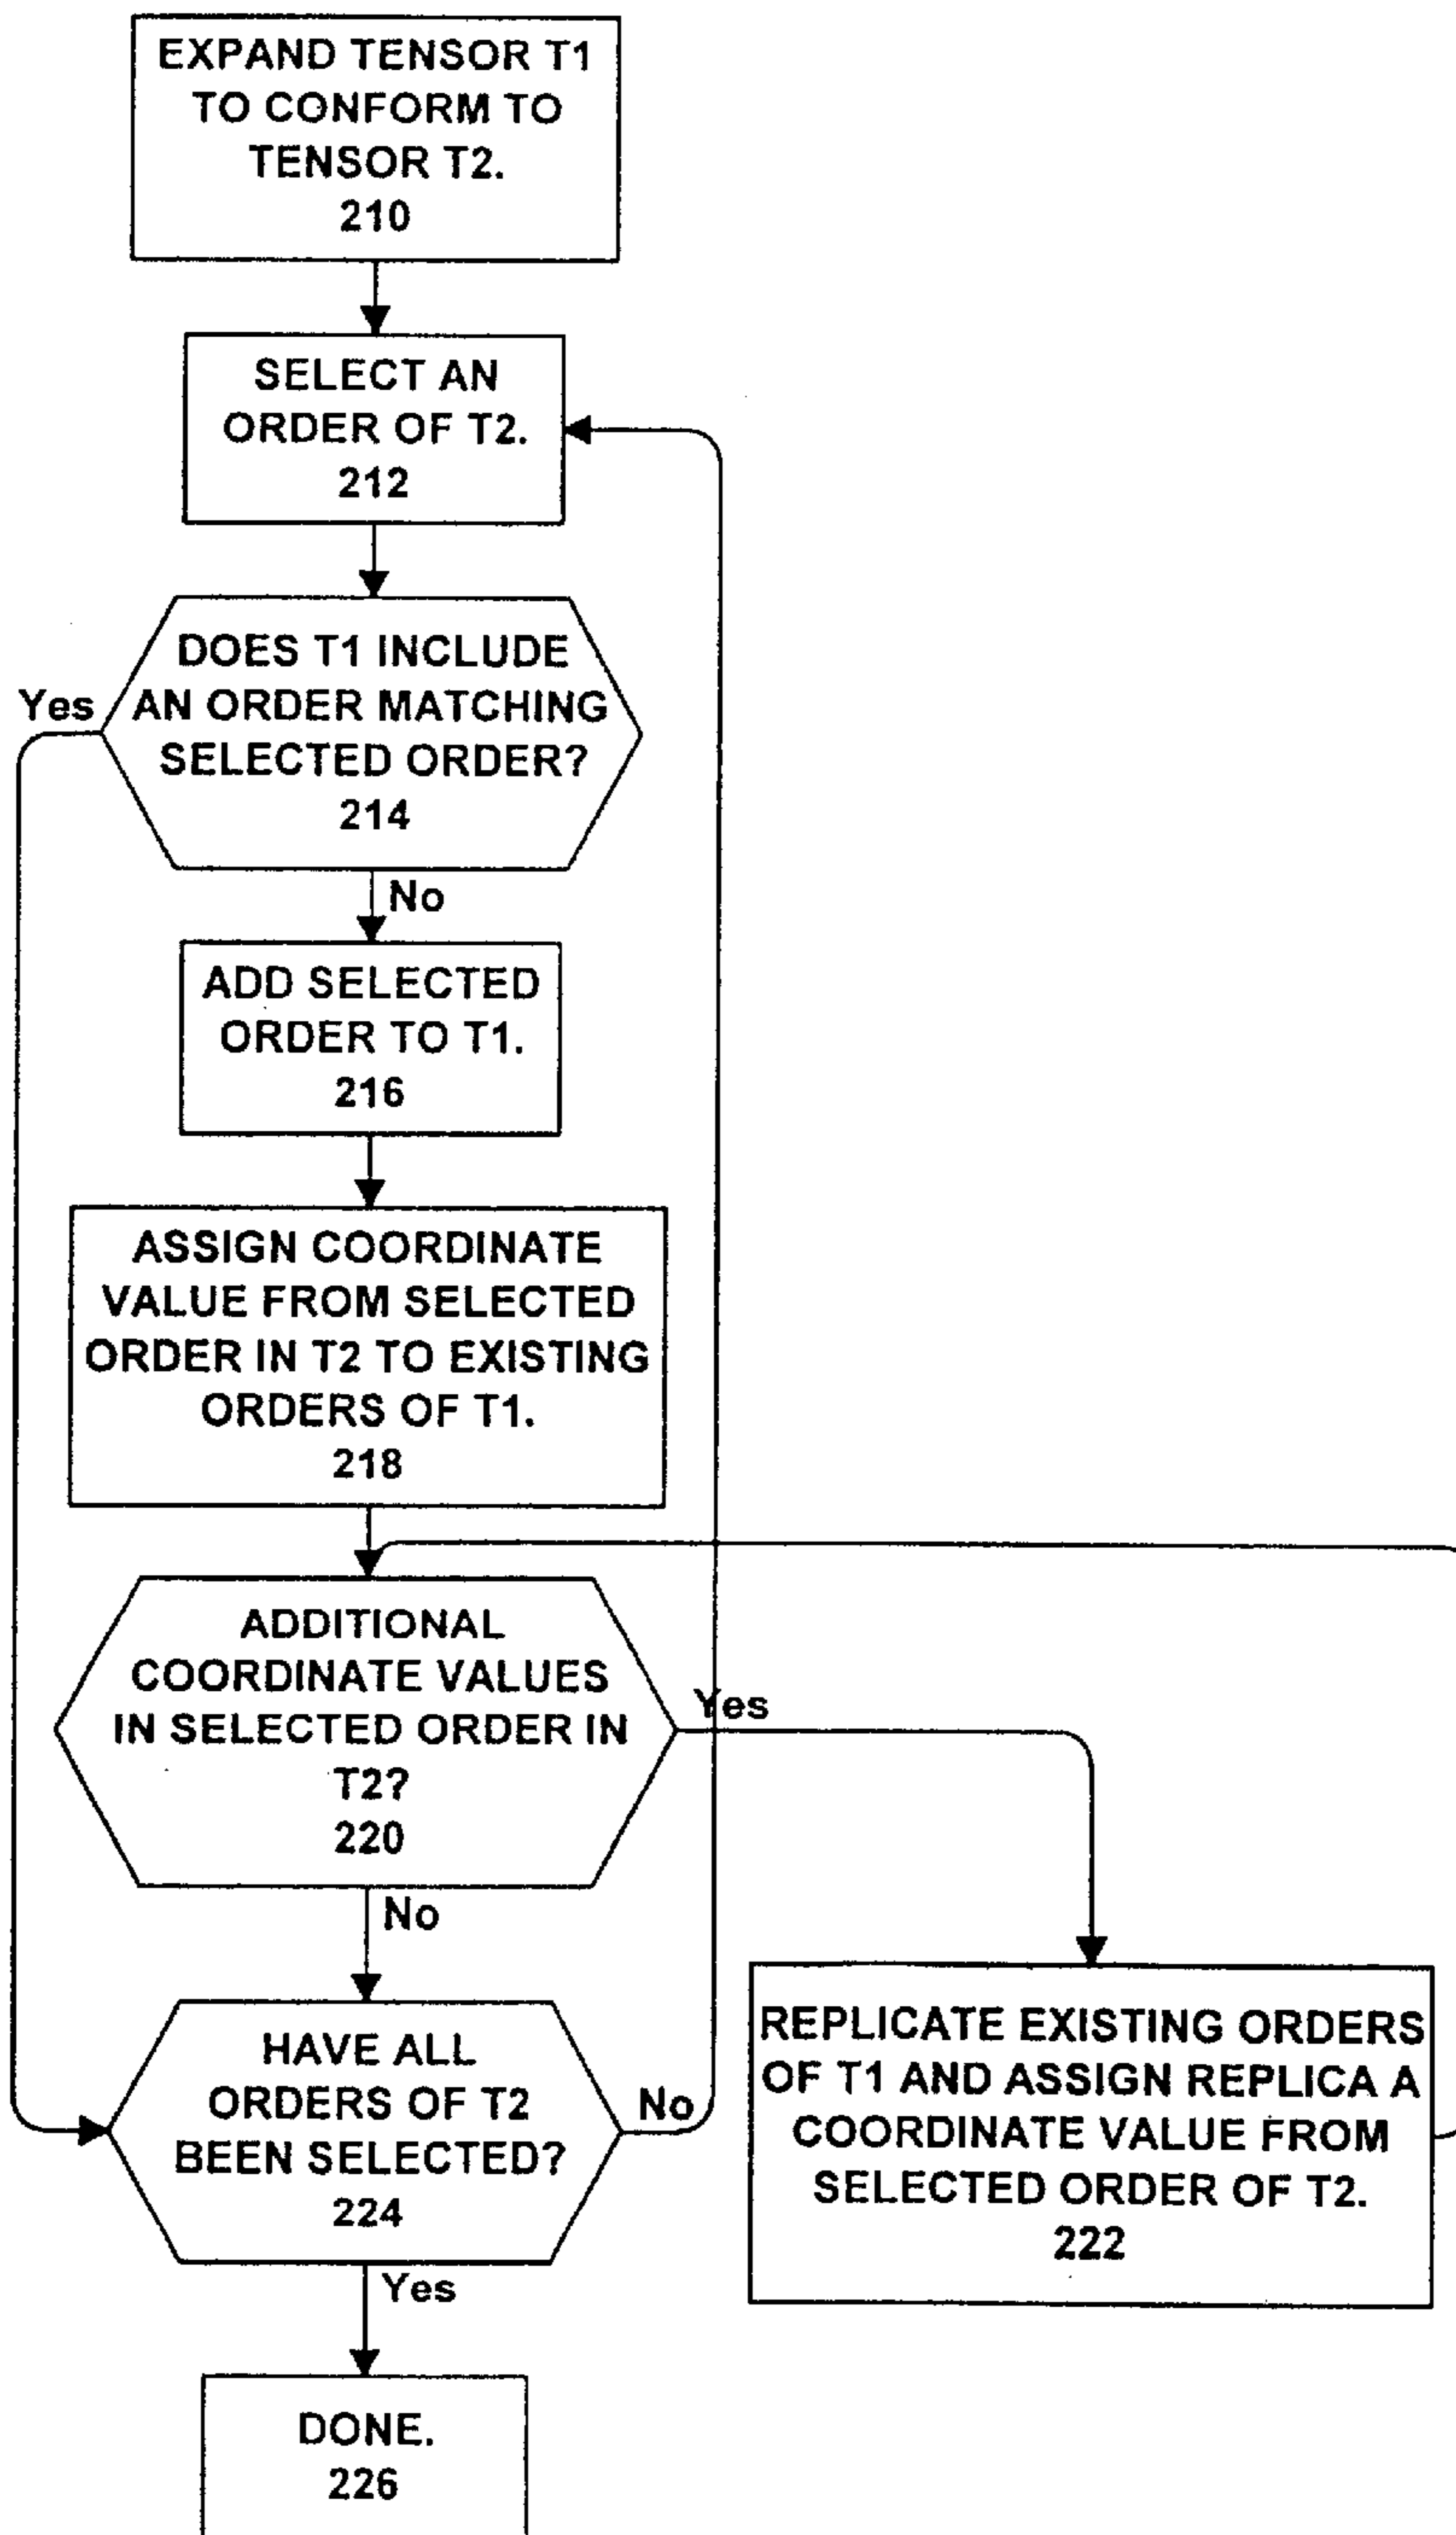 EXPAND TENSOR T1
TO CONFORM TO
TENSOR T2.
210
SELECT AN
ORDER OF T2.
212
DOES T1 INCLUDE
AN ORDER MATCHING
SELECTED ORDER?
214
Yes
No
ADD SELECTED
ORDER TO T1.
216
ASSIGN COORDINATE
VALUE FROM SELECTED
ORDER IN T2 TO EXISTING
ORDERS OF T1.
218
ADDITIONAL
COORDINATE VALUES
IN SELECTED ORDER IN
T2?
220
Yes
No
REPLICATE EXISTING ORDERS
OF T1 AND ASSIGN REPLICA A
COORDINATE VALUE FROM
SELECTED ORDER OF T2.
222
HAVE ALL
ORDERS OF T2
BEEN SELECTED?
224
No
Yes
DONE.
226